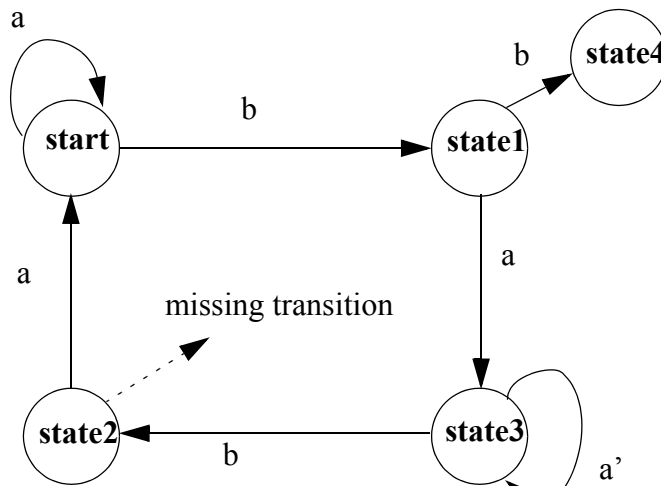 a
b
state4
b
start
state1
a
a
missing transition
state2
state3
b
a’